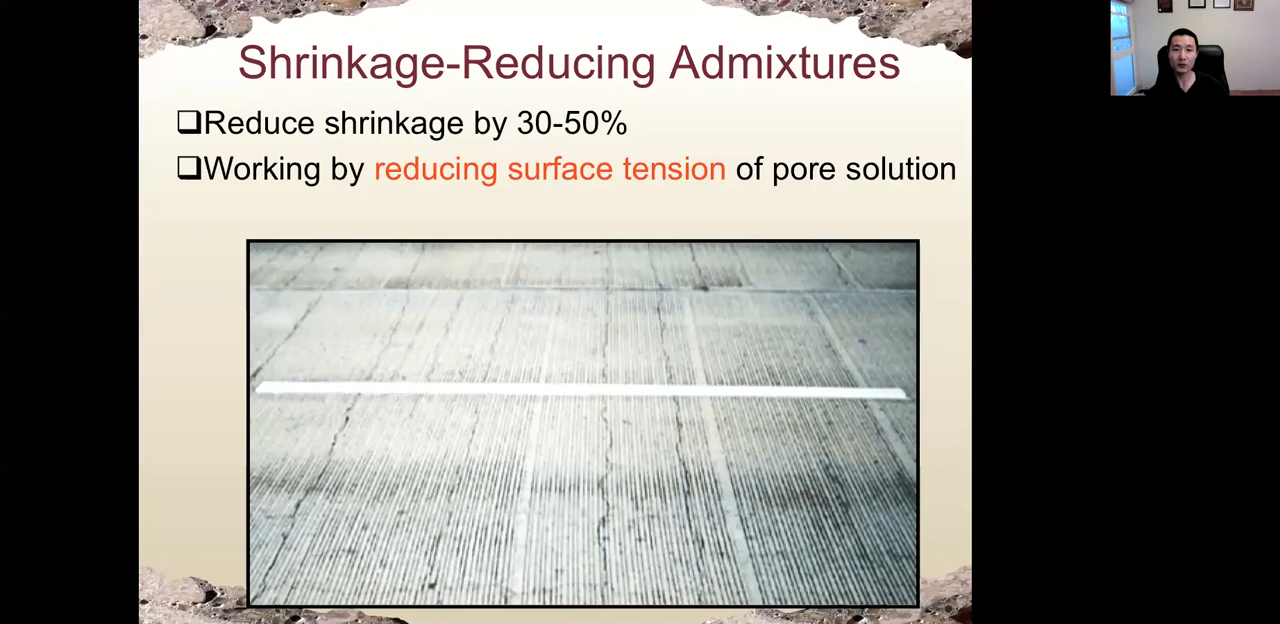 Shrinkage-Reducing Admixtures
❑Reduce shrinkage by 30-50%
❑Working by reducing surface tension of pore solution